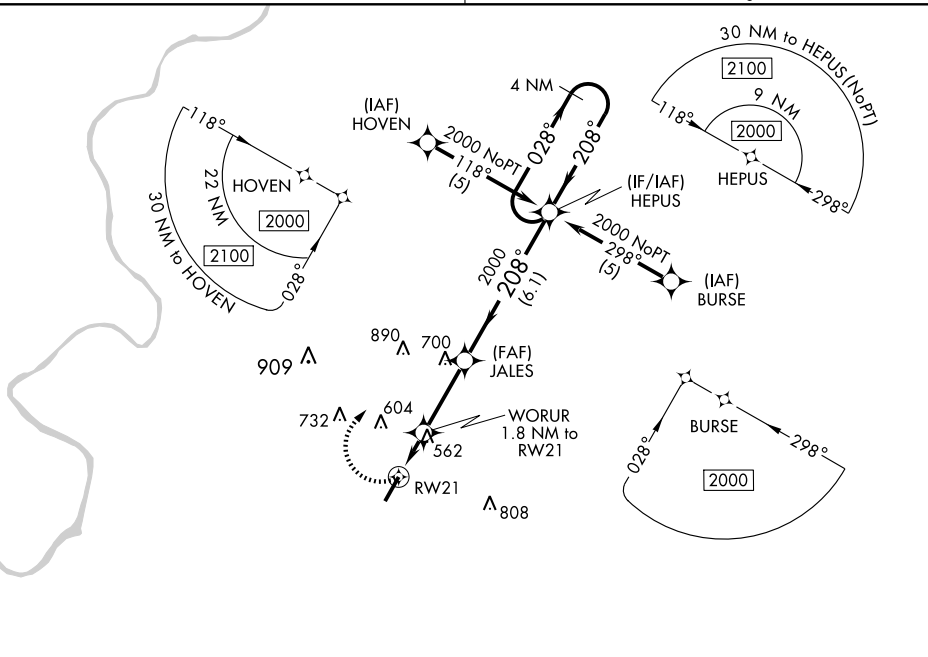 30 NM to HEPUS (NoPT)
2100
9 NM
2000
118°
HEPUS
298°
4 NM
028°
208°
(IAF)
HOVEN
2000 NoPT
118°
(5)
118°
HOVEN
22 NM
2000
2100
30 NM to HOVEN
028°
(IF/IAF)
HEPUS
2000 NoPT
298°
(5)
(IAF)
BURSE
2000
208°
(6.1)
890
700
(FAF)
JALES
909
732
604
WORUR
1.8 NM to
RW21
562
RW21
808
BURSE
028°
298°
2000